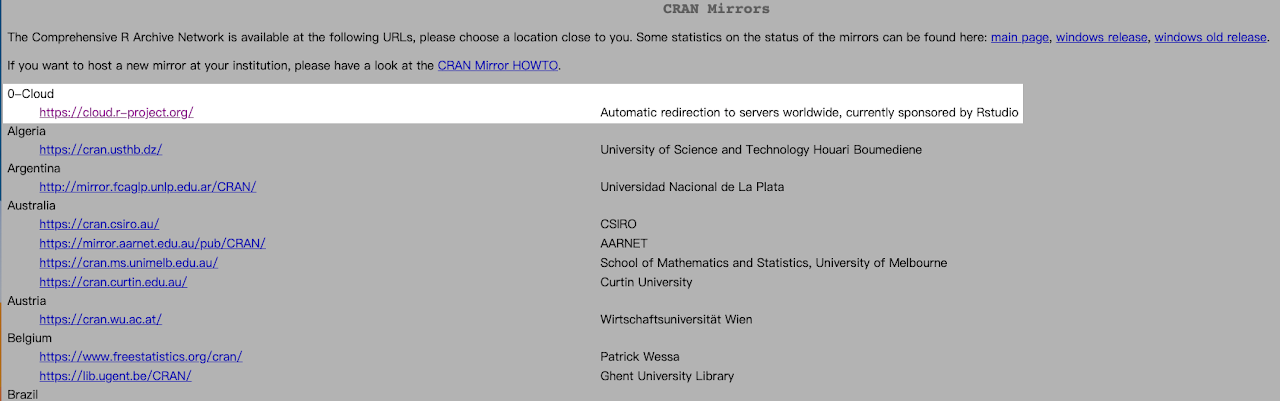 CRAN Mirrors
The Comprehensive R Archive Network is available at the following URLs, please choose a location close to you. Some statistics on the status of the mirrors can be found here: main page, windows release, windows old release.
If you want to host a new mirror at your institution, please have a look at the CRAN Mirror HOWTO.
0-Cloud
https://cloud.r-project.org/ Automatic redirection to servers worldwide, currently sponsored by Rstudio
Algeria
https://cran.usthb.dz/ University of Science and Technology Houari Boumediene
Argentina
http://mirror.fcaglp.unlp.edu.ar/CRAN/ Universidad Nacional de La Plata
Australia
https://cran.csiro.au/ CSIRO
https://mirror.aarnet.edu.au/pub/CRAN/ AARNET
https://cran.ms.unimelb.edu.au/ School of Mathematics and Statistics, University of Melbourne
https://cran.curtin.edu.au/ Curtin University
Austria
https://cran.wu.ac.at/ Wirtschaftsuniversität Wien
Belgium
https://www.freestatistics.org/cran/ Patrick Wessa
https://lib.ugent.be/CRAN/ Ghent University Library
Brazil